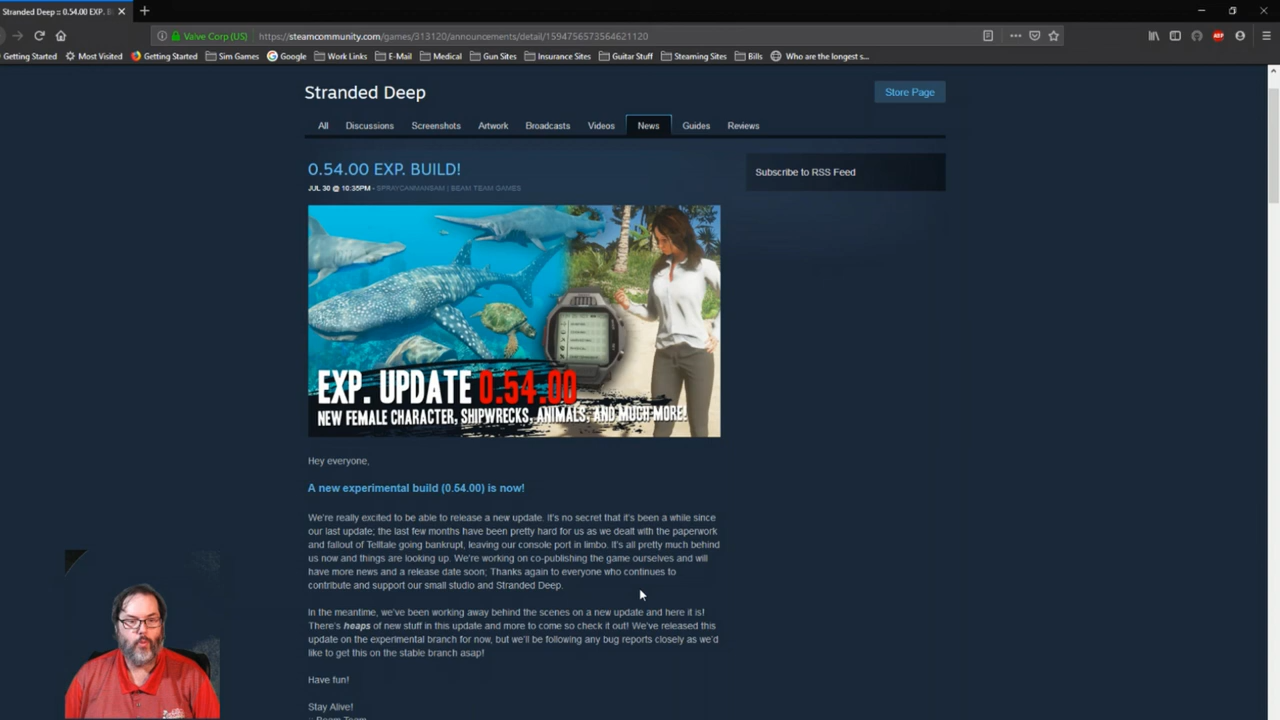 Stranded Deep :: 0.54.00 EXP. B
Valve Corp (US)
https://steamcommunity.com/games/313120/announcements/detail/1594756573564621120
Getting Started
Most Visited
Getting Started
Sim Games
Google
Work Links
E-Mail
Medical
Gun Sites
Insurance Sites
Guitar Stuff
Steaming Sites
Bills
Who are the longest s...
ABP
Stranded Deep
Store Page
All
Discussions
Screenshots
Artwork
Broadcasts
Videos
News
Guides
Reviews
0.54.00 EXP. BUILD!
JUL 30 @ 10:35PM - SPRAYCANMANSAM | BEAM TEAM GAMES
Subscribe to RSS Feed
EXP. UPDATE 0.54.00
NEW FEMALE CHARACTER, SHIPWRECKS, ANIMALS, AND MUCH MORE!
Hey everyone,
A new experimental build (0.54.00) is now!
We're really excited to be able to release a new update. It's no secret that it's been a while since
our last update; the last few months have been pretty hard for us as we dealt with the paperwork
and fallout of Telltale going bankrupt, leaving our console port in limbo. It's all pretty much behind
us now and things are looking up. We're working on co-publishing the game ourselves and will
have more news and a release date soon; Thanks again to everyone who continues to
contribute and support our small studio and Stranded Deep.
In the meantime, we've been working away behind the scenes on a new update and here it is!
There's heaps of new stuff in this update and more to come so check it out! We've released this
update on the experimental branch for now, but we'll be following any bug reports closely as we'd
like to get this on the stable branch asap!
Have fun!
Stay Alive!
:: Beam Team